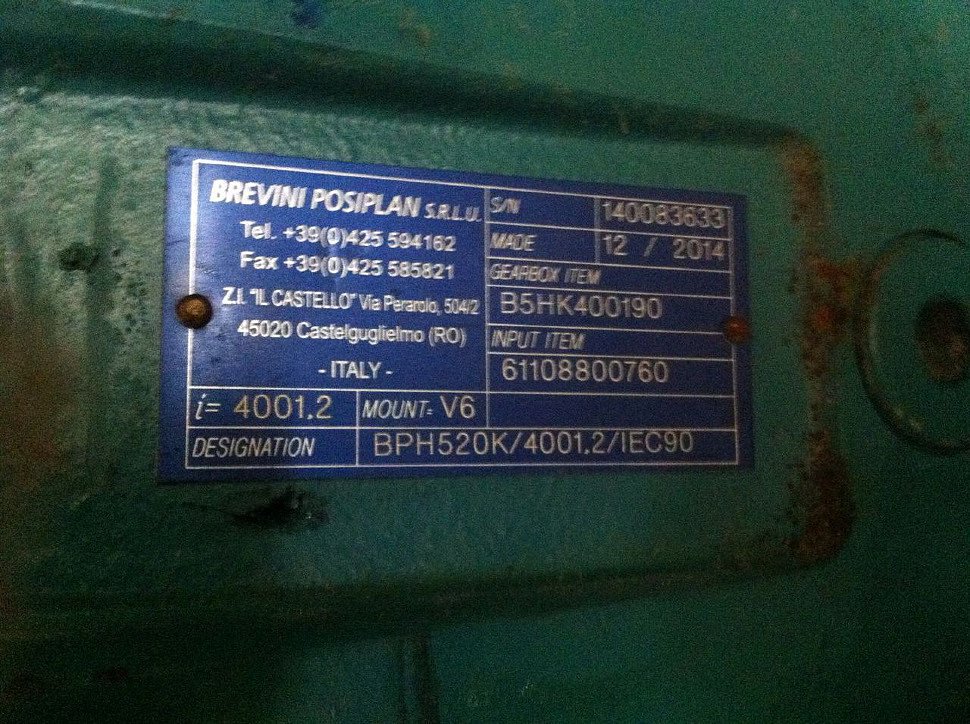 BREVINI POSIPLAN S.R.L.U.
Tel. +39(0)425 594162
Fax +39(0)425 585821
Z.I. "IL CASTELLO" Via Perarolo, 504/2
45020 Castelguglielmo (RO)
- ITALY -
S/N 140083633
MADE 12 / 2014
GEARBOX ITEM
B5HK400190
INPUT ITEM
61108800760
i= 4001.2 MOUNT= V6
DESIGNATION BPH520K/4001.2/IEC90